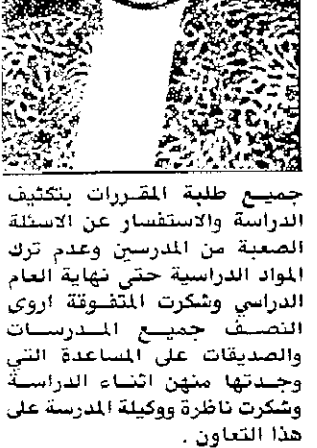 جميع طلبة المقررات بتكثيف
الدراسة والاستفسار عن الاسئلة
الصعبة من المدرسين وعدم ترك
المواد الدراسية حتى نهاية العام
الدراسي وشكرت المتفوقة اروى
النصف جميع المدرسات
والصديقات على المساعدة التي
وجدتها منهن اثناء الدراسة
وشكرت ناظرة ووكيلة المدرسة على
هذا التعاون .